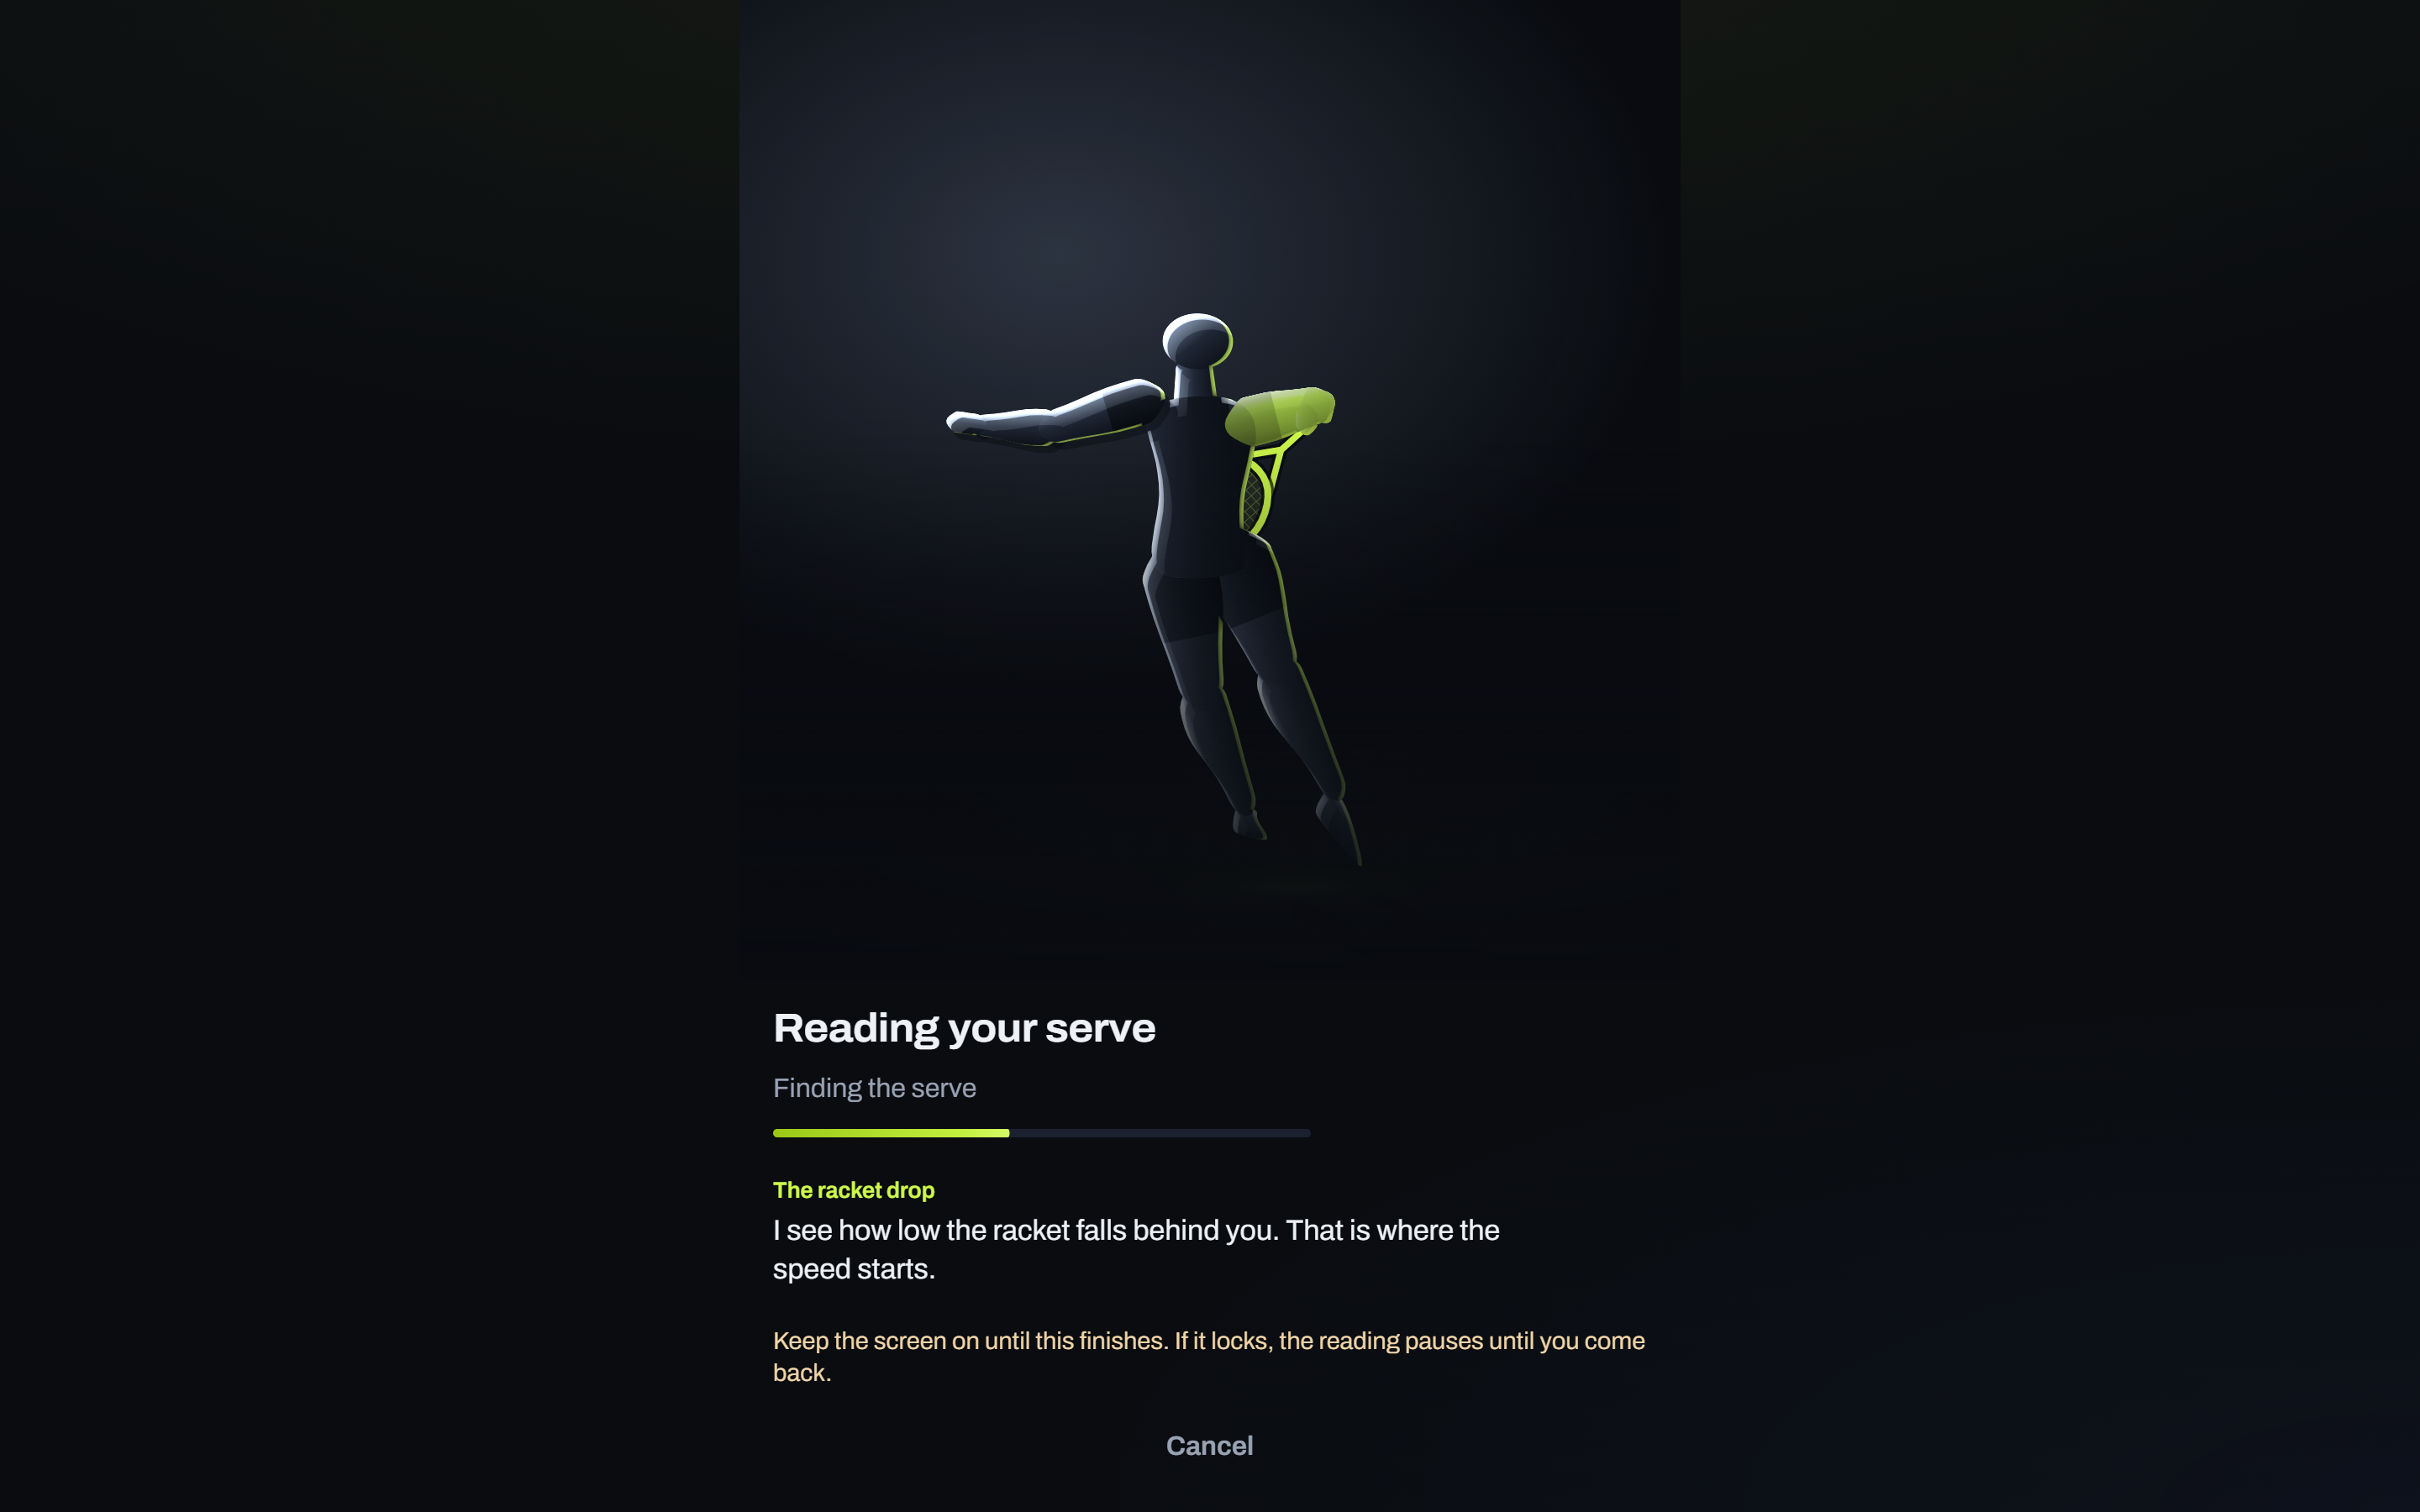 Reading your serve
Finding the serve
The racket drop
I see how low the racket falls behind you. That is where the
speed starts.
Keep the screen on until this finishes. If it locks, the reading pauses until you come
back.
Cancel